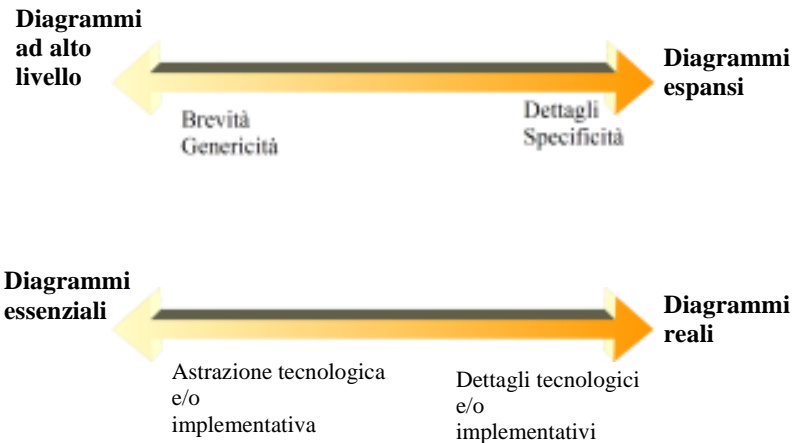 Diagrammi
ad alto
livello
Diagrammi
espansi
Brevità
Genericità
Dettagli
Specificità
Diagrammi
essenziali
Diagrammi
reali
Astrazione tecnologica
e/o
implementativa
Dettagli tecnologici
e/o
implementativi